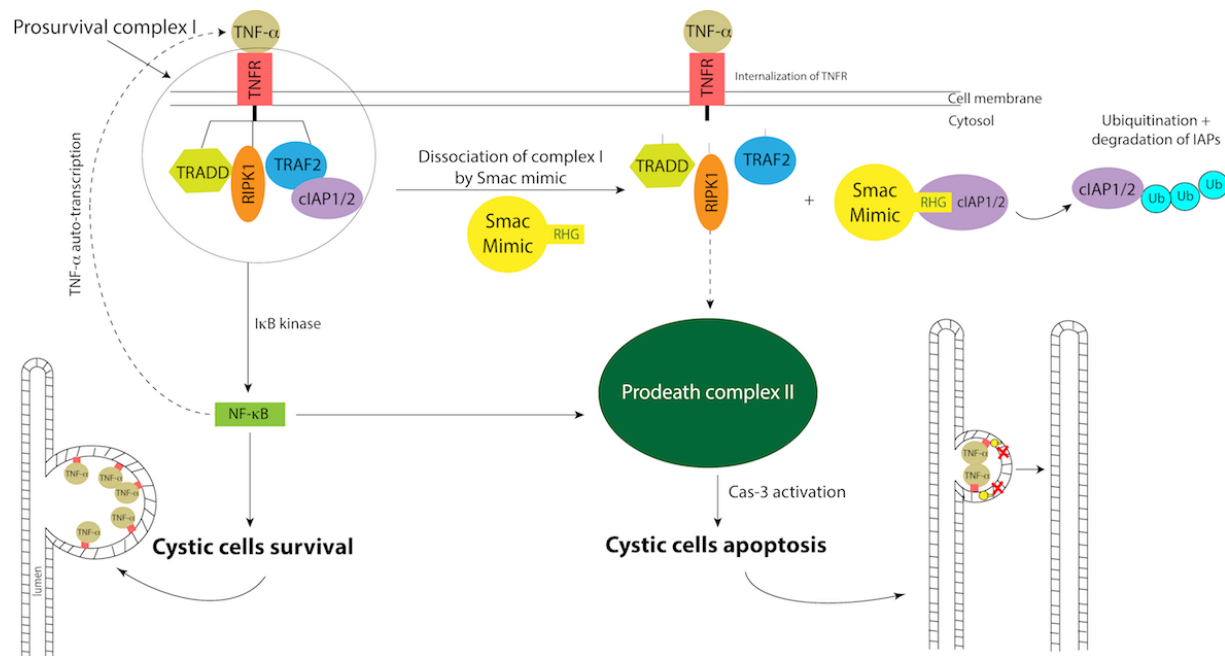 Prosurvival complex I
TNF-α
TNFR
TRADD
RIPK1
TRAF2
cIAP1/2
TNF-α auto-transcription
IκB kinase
NF-κB
Cystic cells survival
lumen
TNF-α
TNF-α
TNF-α
TNF-α
TNF-α
Dissociation of complex I
by Smac mimic
Smac
Mimic
RHG
TNF-α
TNFR
Internalization of TNFR
Cell membrane
Cytosol
TRADD
RIPK1
TRAF2
+
Smac
Mimic
RHG
cIAP1/2
Ubiquitination +
degradation of IAPs
cIAP1/2
Ub
Ub
Ub
Prodeath complex II
Cas-3 activation
Cystic cells apoptosis
TNF-α
TNF-α